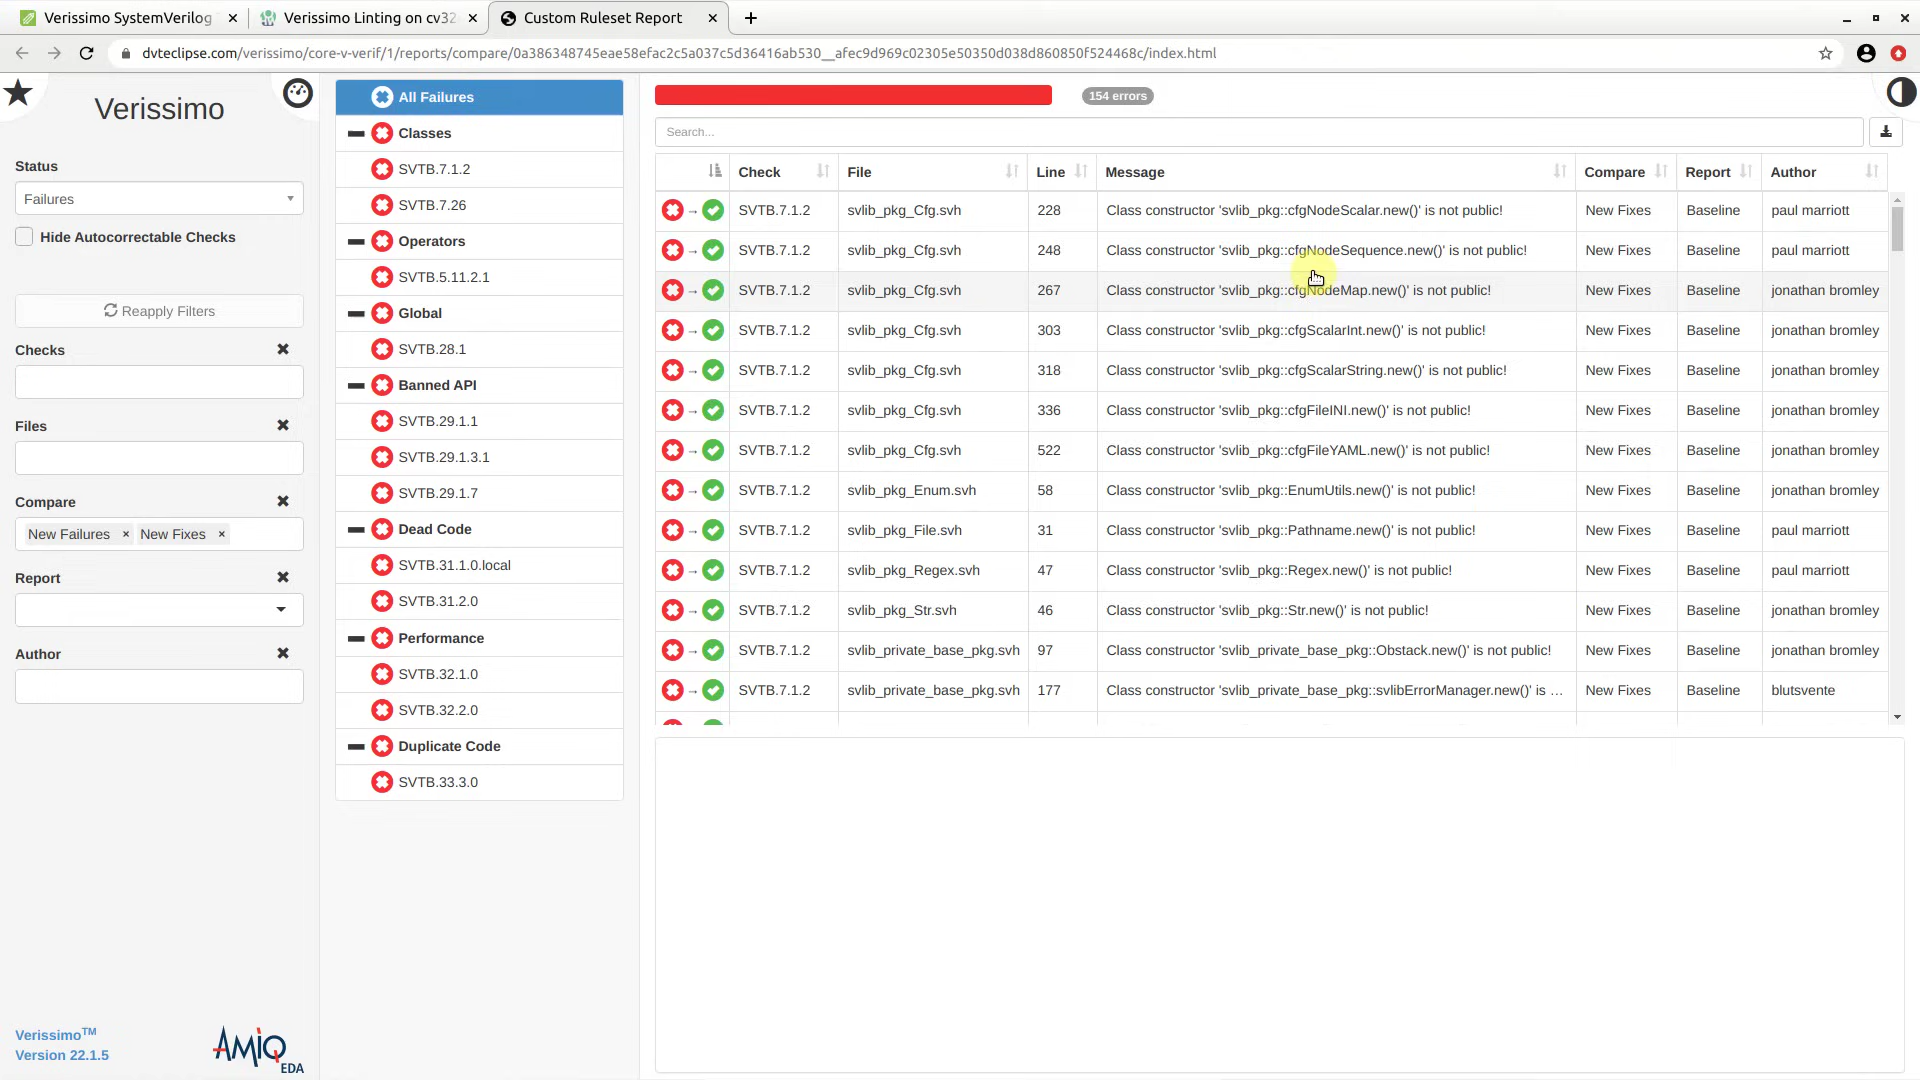 Verissimo SystemVerilog
Verissimo Linting on cv32
Custom Ruleset Report
dvteclipse.com/verissimo/core-v-verif/1/reports/compare/0a386348745eae58efac2c5a037c5d36416ab530__afec9d969c02305e50350d038d860850f524468c/index.html
Verissimo
Status
Failures
Hide Autocorrectable Checks
Reapply Filters
Checks
Files
Compare
New Failures × New Fixes ×
Report
Author
Verissimo™
Version 22.1.5
AMIQ
EDA
All Failures
Classes
SVTB.7.1.2
SVTB.7.26
Operators
SVTB.5.11.2.1
Global
SVTB.28.1
Banned API
SVTB.29.1.1
SVTB.29.1.3.1
SVTB.29.1.7
Dead Code
SVTB.31.1.0.local
SVTB.31.2.0
Performance
SVTB.32.1.0
SVTB.32.2.0
Duplicate Code
SVTB.33.3.0
154 errors
Search...
Check File Line Message Compare Report Author
SVTB.7.1.2 svlib_pkg_Cfg.svh 228 Class constructor 'svlib_pkg::cfgNodeScalar.new()' is not public! New Fixes Baseline paul marriott
SVTB.7.1.2 svlib_pkg_Cfg.svh 248 Class constructor 'svlib_pkg::cfgNodeSequence.new()' is not public! New Fixes Baseline paul marriott
SVTB.7.1.2 svlib_pkg_Cfg.svh 267 Class constructor 'svlib_pkg::cfgNodeMap.new()' is not public! New Fixes Baseline jonathan bromley
SVTB.7.1.2 svlib_pkg_Cfg.svh 303 Class constructor 'svlib_pkg::cfgScalarInt.new()' is not public! New Fixes Baseline jonathan bromley
SVTB.7.1.2 svlib_pkg_Cfg.svh 318 Class constructor 'svlib_pkg::cfgScalarString.new()' is not public! New Fixes Baseline jonathan bromley
SVTB.7.1.2 svlib_pkg_Cfg.svh 336 Class constructor 'svlib_pkg::cfgFileINI.new()' is not public! New Fixes Baseline jonathan bromley
SVTB.7.1.2 svlib_pkg_Cfg.svh 522 Class constructor 'svlib_pkg::cfgFileYAML.new()' is not public! New Fixes Baseline jonathan bromley
SVTB.7.1.2 svlib_pkg_Enum.svh 58 Class constructor 'svlib_pkg::EnumUtils.new()' is not public! New Fixes Baseline jonathan bromley
SVTB.7.1.2 svlib_pkg_File.svh 31 Class constructor 'svlib_pkg::Pathname.new()' is not public! New Fixes Baseline paul marriott
SVTB.7.1.2 svlib_pkg_Regex.svh 47 Class constructor 'svlib_pkg::Regex.new()' is not public! New Fixes Baseline paul marriott
SVTB.7.1.2 svlib_pkg_Str.svh 46 Class constructor 'svlib_pkg::Str.new()' is not public! New Fixes Baseline jonathan bromley
SVTB.7.1.2 svlib_private_base_pkg.svh 97 Class constructor 'svlib_private_base_pkg::Obstack.new()' is not public! New Fixes Baseline jonathan bromley
SVTB.7.1.2 svlib_private_base_pkg.svh 177 Class constructor 'svlib_private_base_pkg::svlibErrorManager.new()' is ... New Fixes Baseline blutsvente